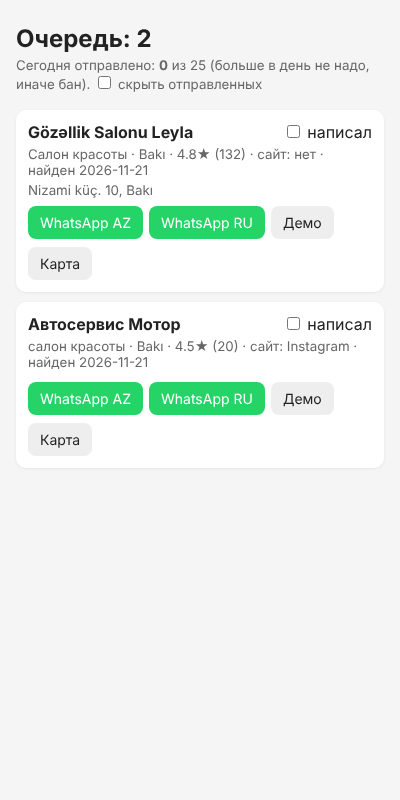 Очередь: 2
Сегодня отправлено: 0 из 25 (больше в день не надо,
иначе бан). скрыть отправленных
Gözəllik Salonu Leyla
написал
Салон красоты · Bakı · 4.8★ (132) · сайт: нет ·
найден 2026-11-21
Nizami küç. 10, Bakı
WhatsApp AZ WhatsApp RU Демо
Карта
Автосервис Мотор
написал
салон красоты · Bakı · 4.5★ (20) · сайт: Instagram ·
найден 2026-11-21
WhatsApp AZ WhatsApp RU Демо
Карта